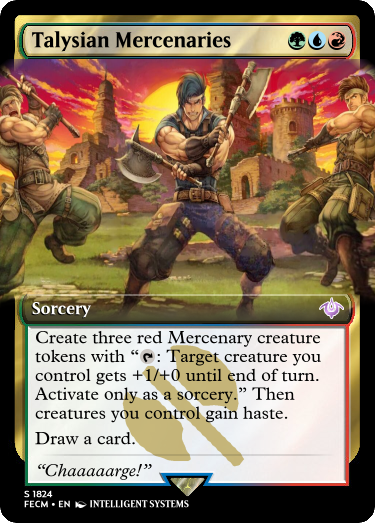 Talysian Mercenaries
Sorcery
Create three red Mercenary creature
tokens with “: Target creature you
control gets +1/+0 until end of turn.
Activate only as a sorcery.” Then
creatures you control gain haste.
Draw a card.
“Chaaaaarge!”
S 1824
FECM • EN INTELLIGENT SYSTEMS